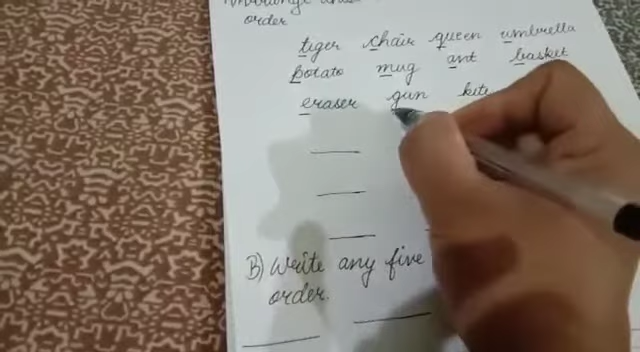 order
tiger chair queen umbrella
potato mug ant basket
eraser gun kite
B) Write any five
order.